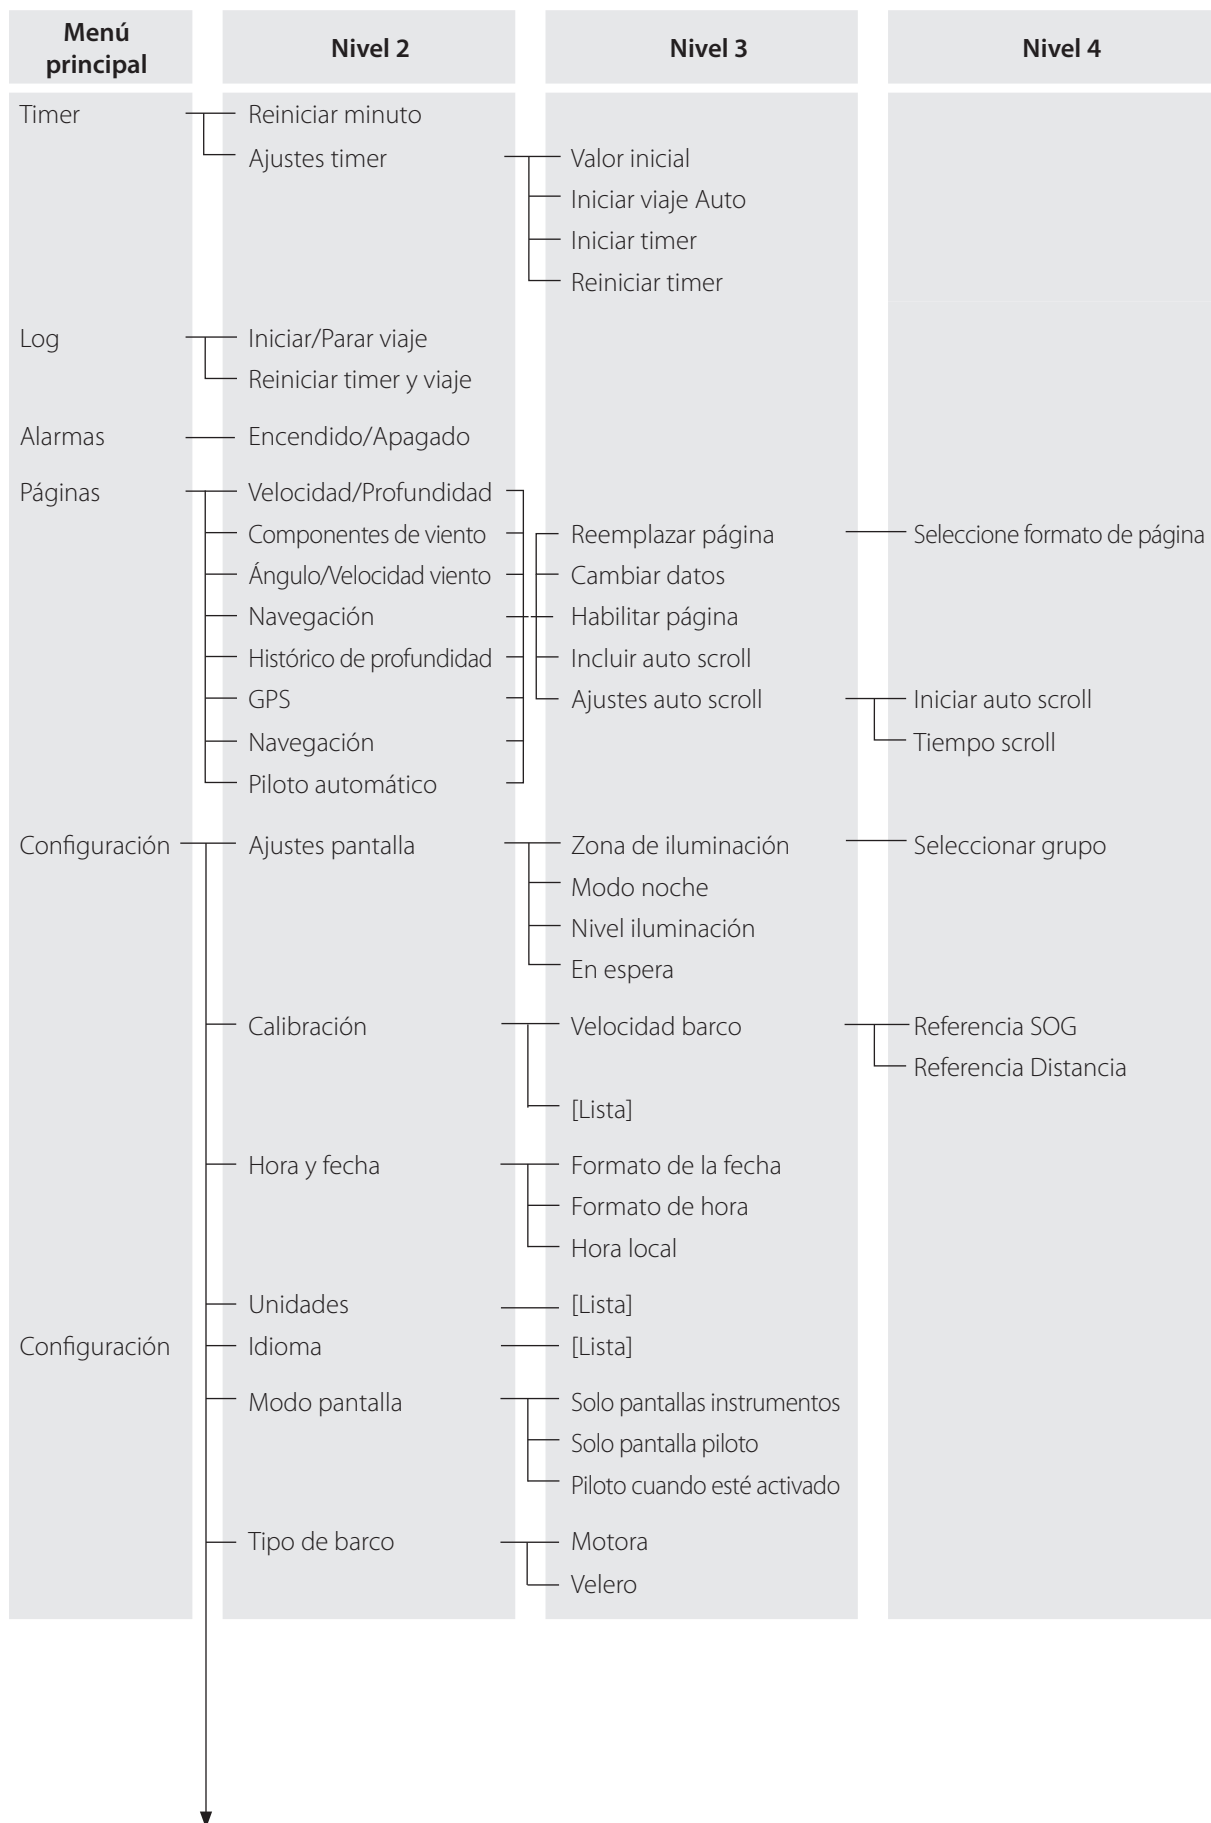 Menú
principal
Nivel 2
Nivel 3
Nivel 4
Timer
Reiniciar minuto
Ajustes timer
Valor inicial
Iniciar viaje Auto
Iniciar timer
Reiniciar timer
Log
Iniciar/Parar viaje
Reiniciar timer y viaje
Alarmas
Encendido/Apagado
Páginas
Velocidad/Profundidad
Componentes de viento
Reemplazar página
Seleccione formato de página
Ángulo/Velocidad viento
Cambiar datos
Navegación
Habilitar página
Histórico de profundidad
Incluir auto scroll
GPS
Ajustes auto scroll
Iniciar auto scroll
Navegación
Tiempo scroll
Piloto automático
Configuración
Ajustes pantalla
Zona de iluminación
Seleccionar grupo
Modo noche
Nivel iluminación
En espera
Calibración
Velocidad barco
Referencia SOG
Referencia Distancia
[Lista]
Hora y fecha
Formato de la fecha
Formato de hora
Hora local
Unidades
[Lista]
Configuración
Idioma
[Lista]
Modo pantalla
Solo pantallas instrumentos
Solo pantalla piloto
Piloto cuando esté activado
Tipo de barco
Motora
Velero